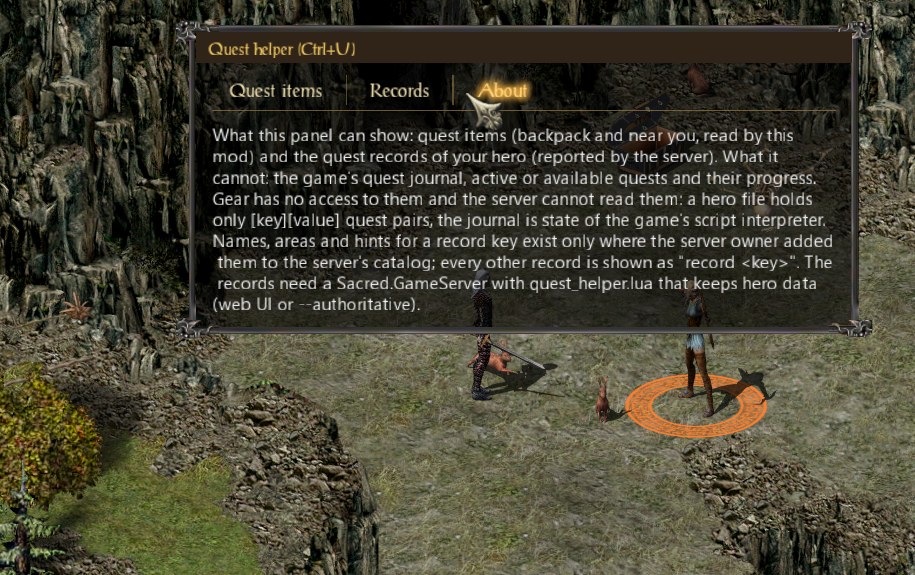 Quest helper (Ctrl+U)
Quest items
Records
About
What this panel can show: quest items (backpack and near you, read by this
mod) and the quest records of your hero (reported by the server). What it
cannot: the game's quest journal, active or available quests and their progress.
Gear has no access to them and the server cannot read them: a hero file holds
only [key][value] quest pairs, the journal is state of the game's script interpreter.
Names, areas and hints for a record key exist only where the server owner added
them to the server's catalog; every other record is shown as "record <key>". The
records need a Sacred.GameServer with quest_helper.lua that keeps hero data
(web UI or --authoritative).